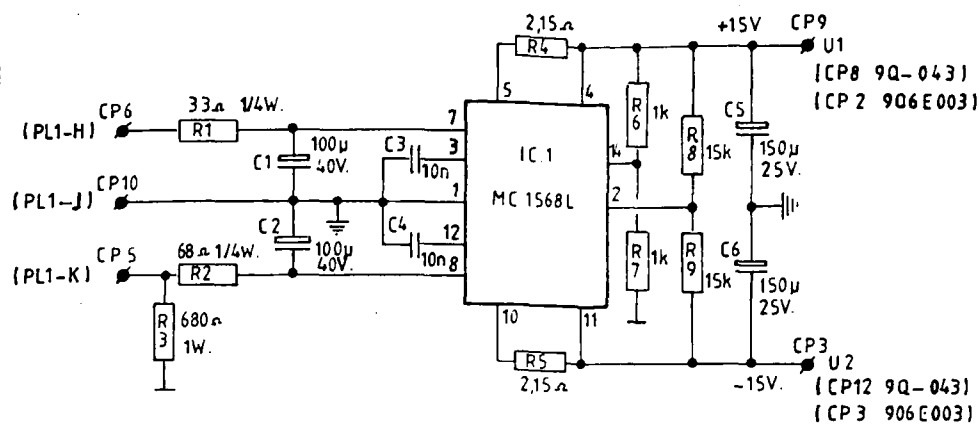 2,15Ω
R4
+15V
CP9
U1
(CP8 9Q-043)
(CP2 9Q6E003)
5
4
CP6
33Ω 1/4W.
(PL1-H)
R1
7
R6
1k
C5
100µ
40V.
C1
C3
10n
3
IC.1
14
R8
15k
150µ
25V.
CP10
(PL1-J)
1
MC 1568L
2
C2
C4
10n
12
CP5
68Ω 1/4W.
100µ
40V.
(PL1-K)
R2
8
R7
1k
R9
15k
C6
150µ
25V.
R3
680Ω
1W.
10
11
CP3
R5
U2
2,15Ω
-15V.
(CP12 9Q-043)
(CP3 906E003)